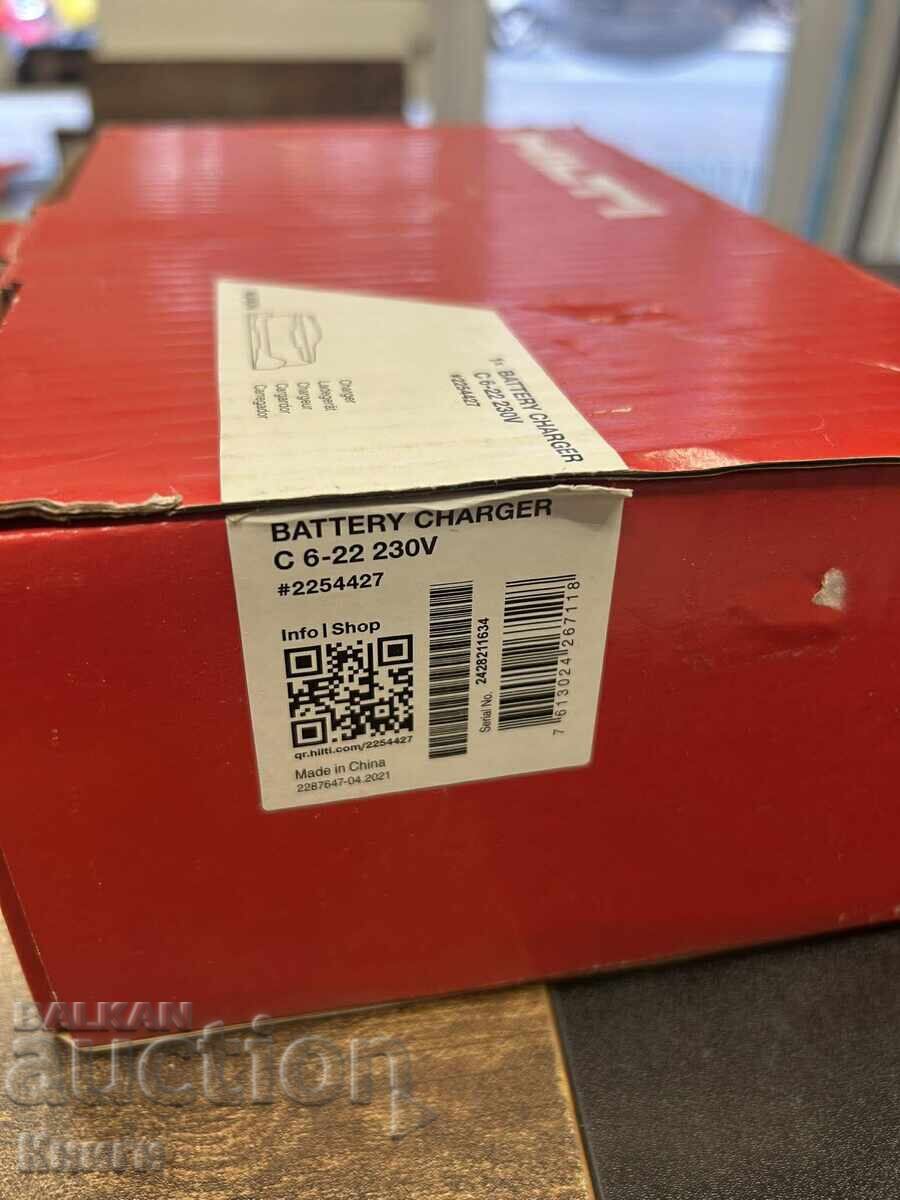 HILTI
1x BATTERY CHARGER
C 6-22 230V
#2254427
Charger
Ladegerät
Chargeur
Cargador
Carregador
BATTERY CHARGER
C 6-22 230V
#2254427
Info | Shop
qr.hilti.com/2254427
Made in China
2287647-04.2021
Serial No. 2428211634
7 613024 267118
BALKAN
auction
Книги